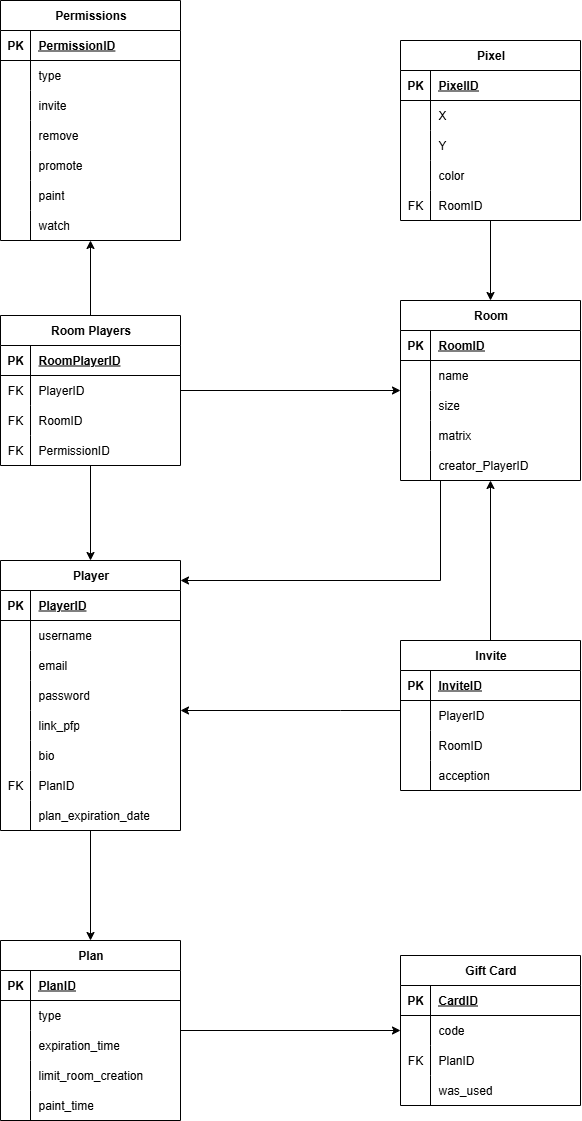 Permissions
PK PermissionID
type
invite
remove
promote
paint
watch
Pixel
PK PixelID
X
Y
color
FK RoomID
Room Players
PK RoomPlayerID
FK PlayerID
FK RoomID
FK PermissionID
Room
PK RoomID
name
size
matrix
creator_PlayerID
Player
PK PlayerID
username
email
password
link_pfp
bio
FK PlanID
plan_expiration_date
Invite
PK InviteID
PlayerID
RoomID
acception
Plan
PK PlanID
type
expiration_time
limit_room_creation
paint_time
Gift Card
PK CardID
code
FK PlanID
was_used